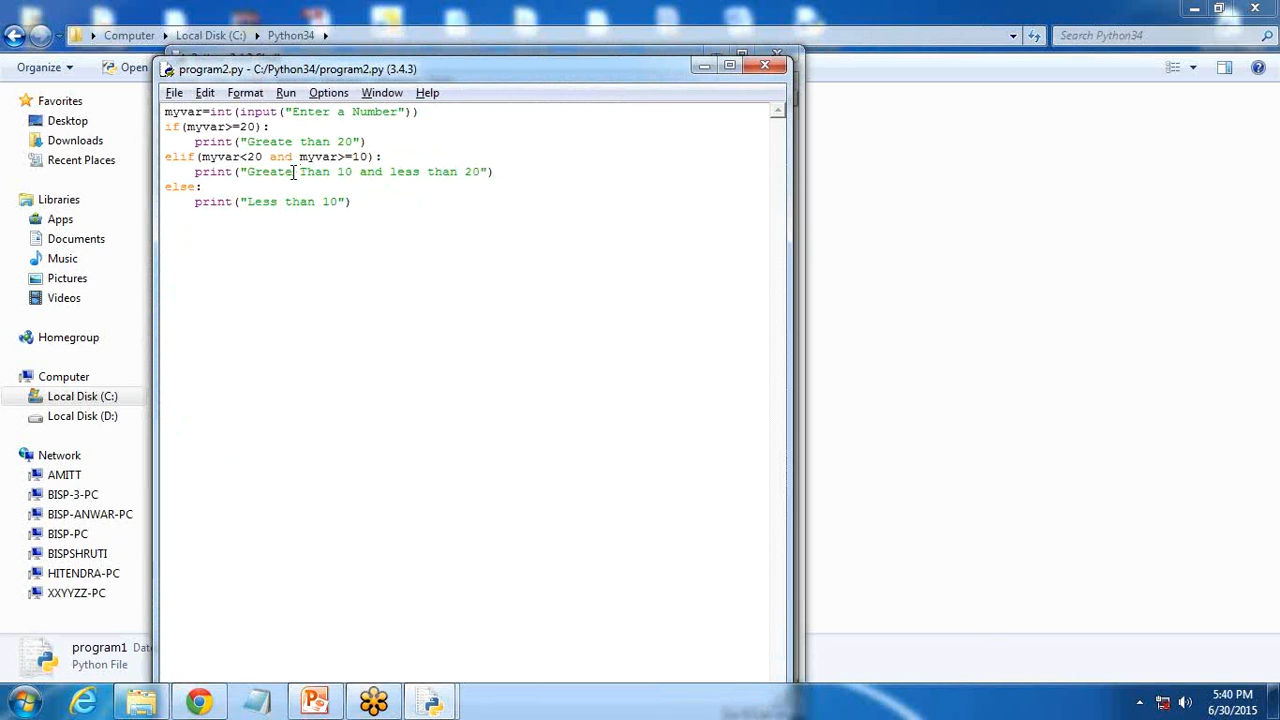 Computer Local Disk (C:) Python34
Search Python34
program2.py - C:/Python34/program2.py (3.4.3)
Organize Open
File Edit Format Run Options Window Help
myvar=int(input("Enter a Number"))
if(myvar>=20):
print("Greate than 20")
elif(myvar<20 and myvar>=10):
print("Greate Than 10 and less than 20")
else:
print("Less than 10")
Favorites
Desktop
Downloads
Recent Places
Libraries
Apps
Documents
Music
Pictures
Videos
Homegroup
Computer
Local Disk (C:)
Local Disk (D:)
Network
AMITT
BISP-3-PC
BISP-ANWAR-PC
BISP-PC
BISPSHRUTI
HITENDRA-PC
XXYYZZ-PC
program1
Python File
5:40 PM
6/30/2015